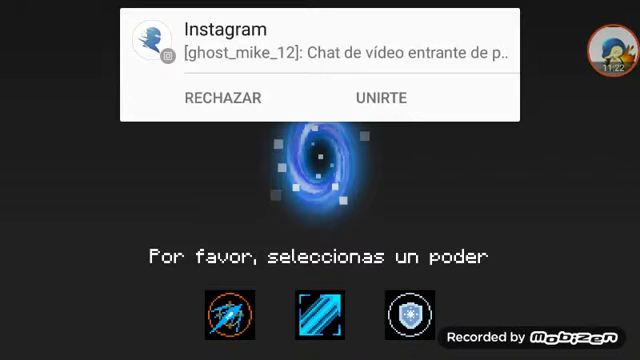 Instagram
[ghost_mike_12]: Chat de vídeo entrante de p..
RECHAZAR UNIRTE
11:22
Por favor, seleccionas un poder
Recorded by MOBIZEN